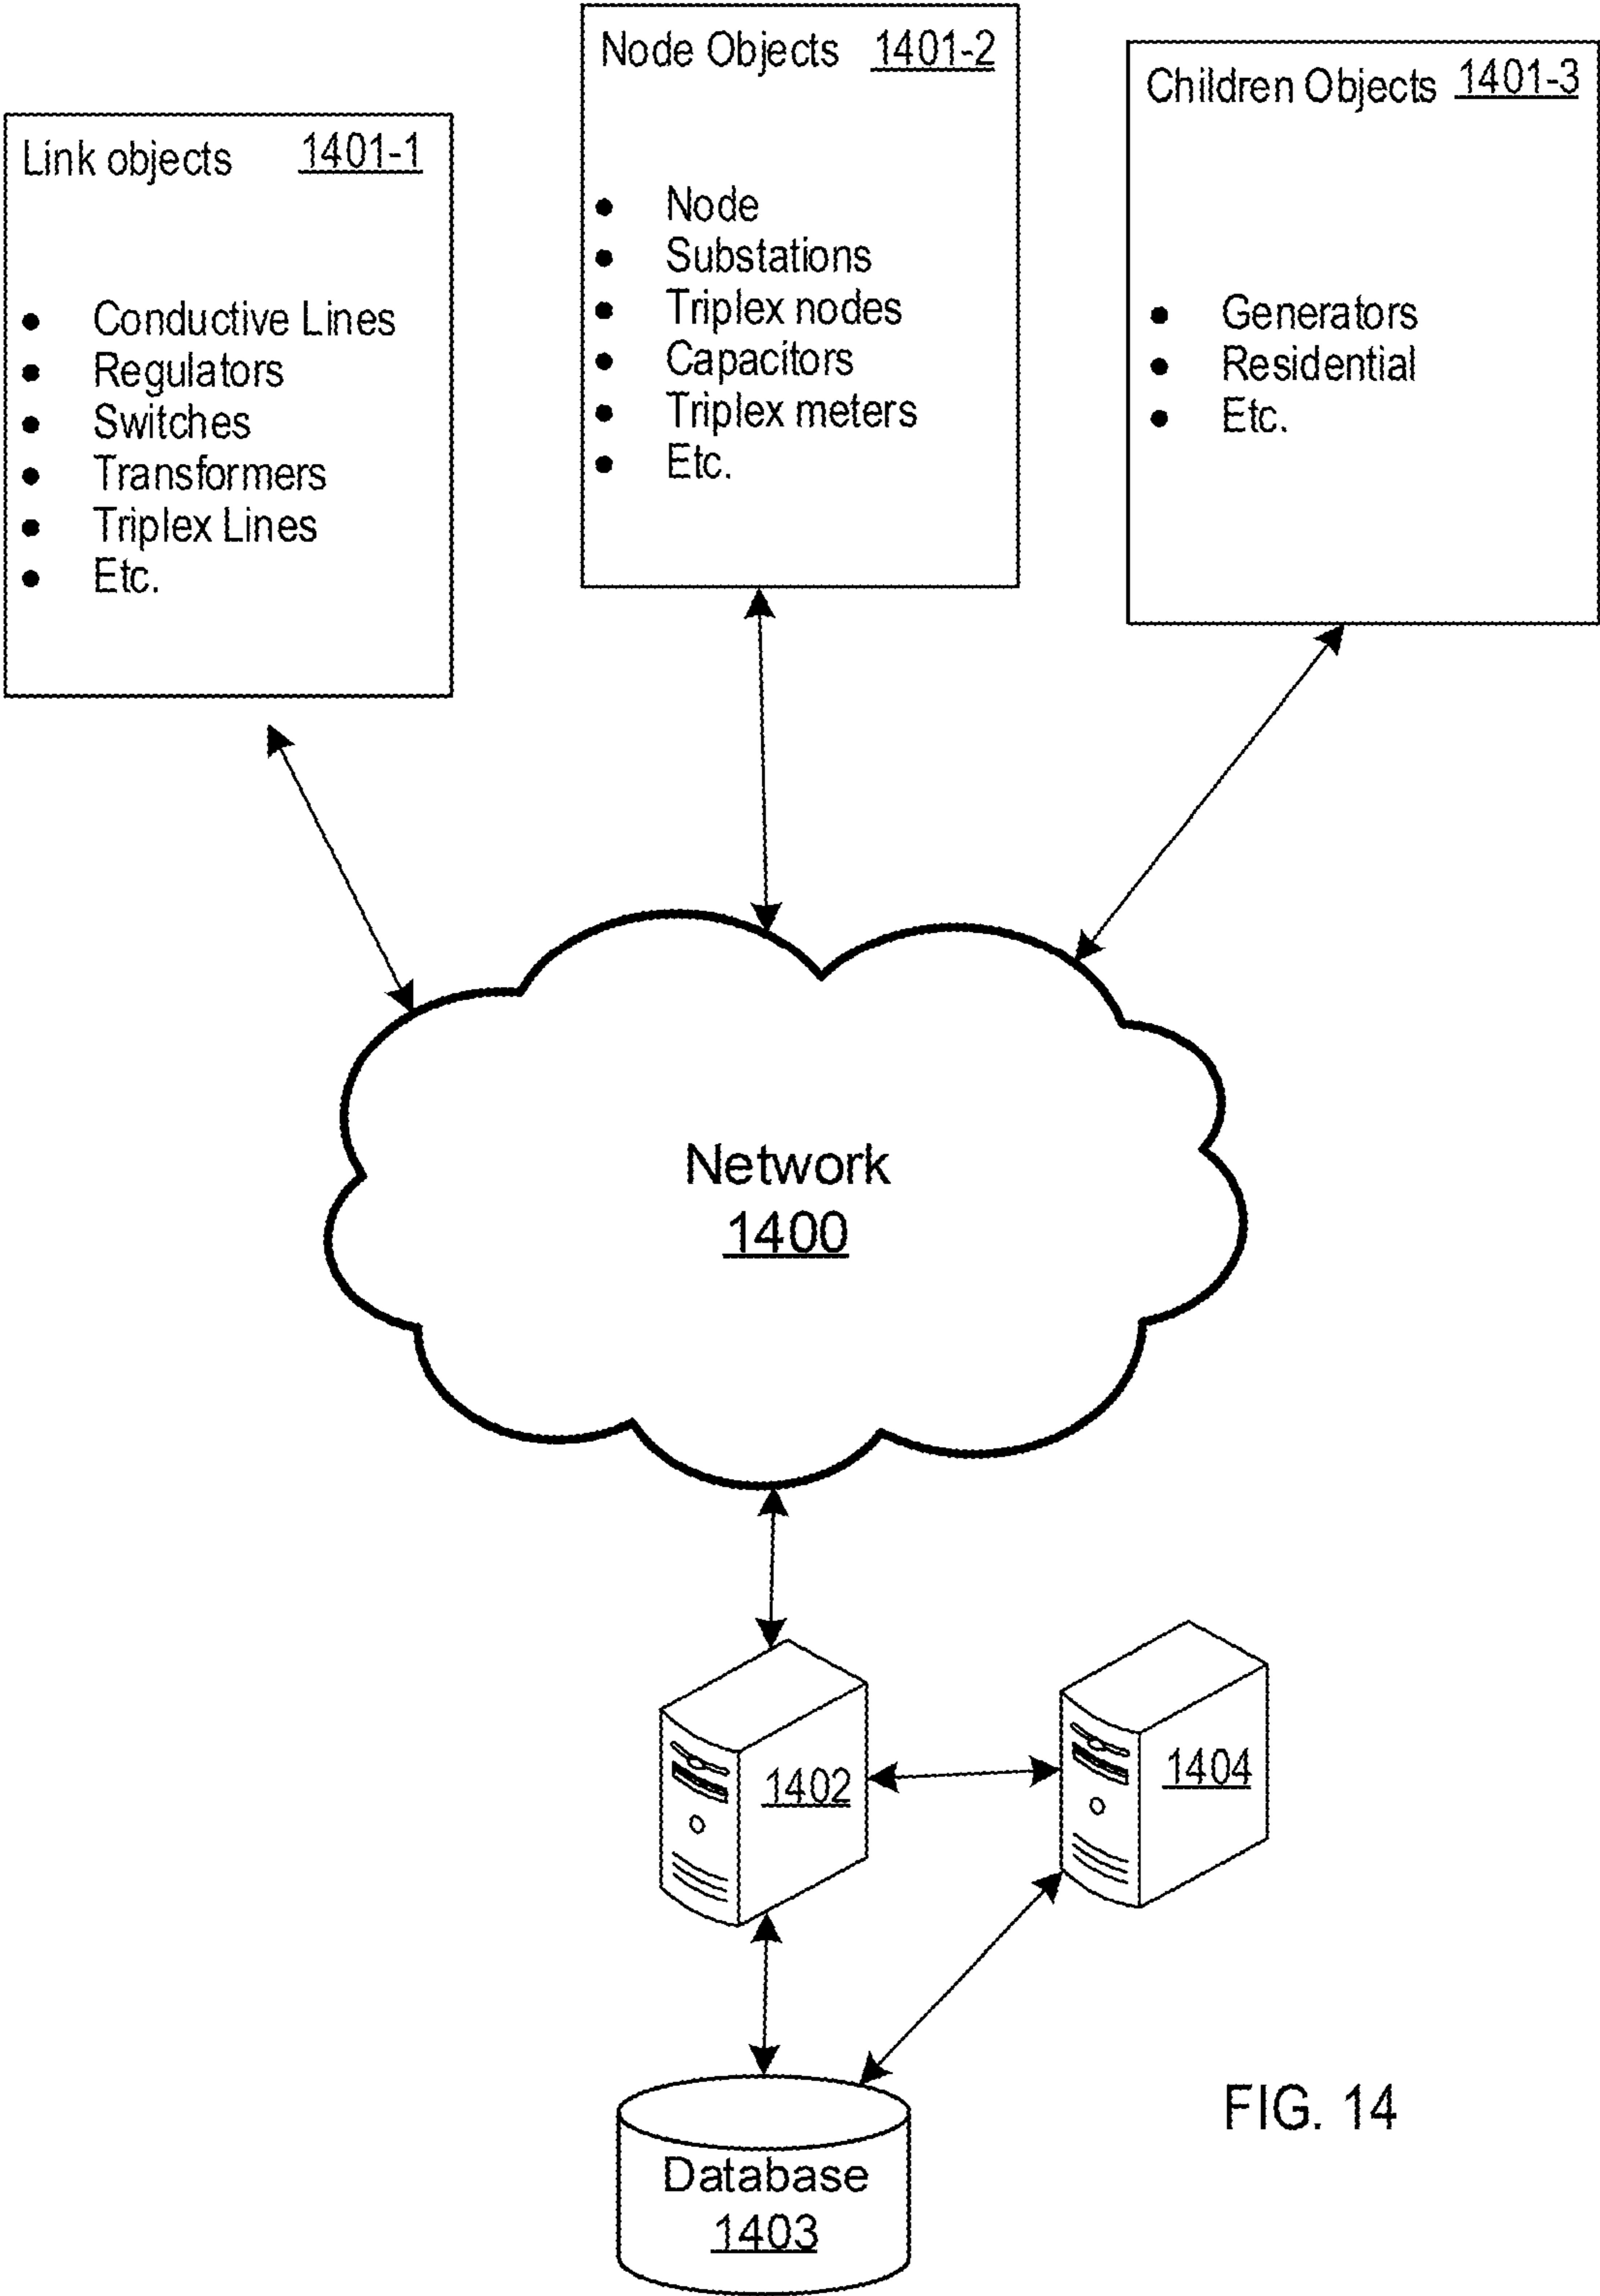 Link objects 1401-1
• Conductive Lines
• Regulators
• Switches
• Transformers
• Triplex Lines
• Etc.
Node Objects 1401-2
• Node
• Substations
• Triplex nodes
• Capacitors
• Triplex meters
• Etc.
Children Objects 1401-3
• Generators
• Residential
• Etc.
Network
1400
1402
1404
Database
1403
FIG. 14